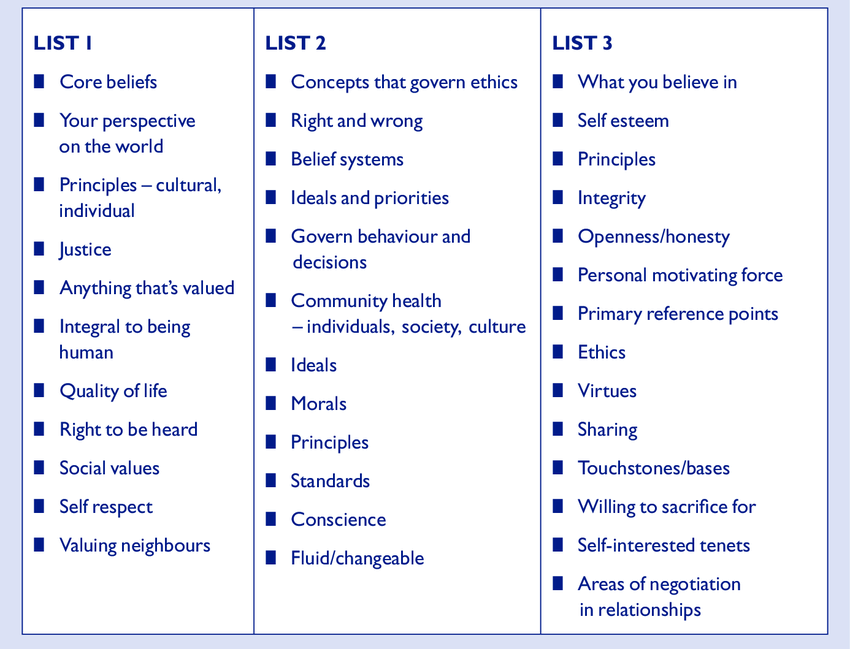 LIST 1
Core beliefs
Your perspective
on the world
Principles – cultural,
individual
Justice
Anything that's valued
Integral to being
human
Quality of life
Right to be heard
Social values
Self respect
Valuing neighbours
LIST 2
Concepts that govern ethics
Right and wrong
Belief systems
Ideals and priorities
Govern behaviour and
decisions
Community health
– individuals, society, culture
Ideals
Morals
Principles
Standards
Conscience
Fluid/changeable
LIST 3
What you believe in
Self esteem
Principles
Integrity
Openness/honesty
Personal motivating force
Primary reference points
Ethics
Virtues
Sharing
Touchstones/bases
Willing to sacrifice for
Self-interested tenets
Areas of negotiation
in relationships